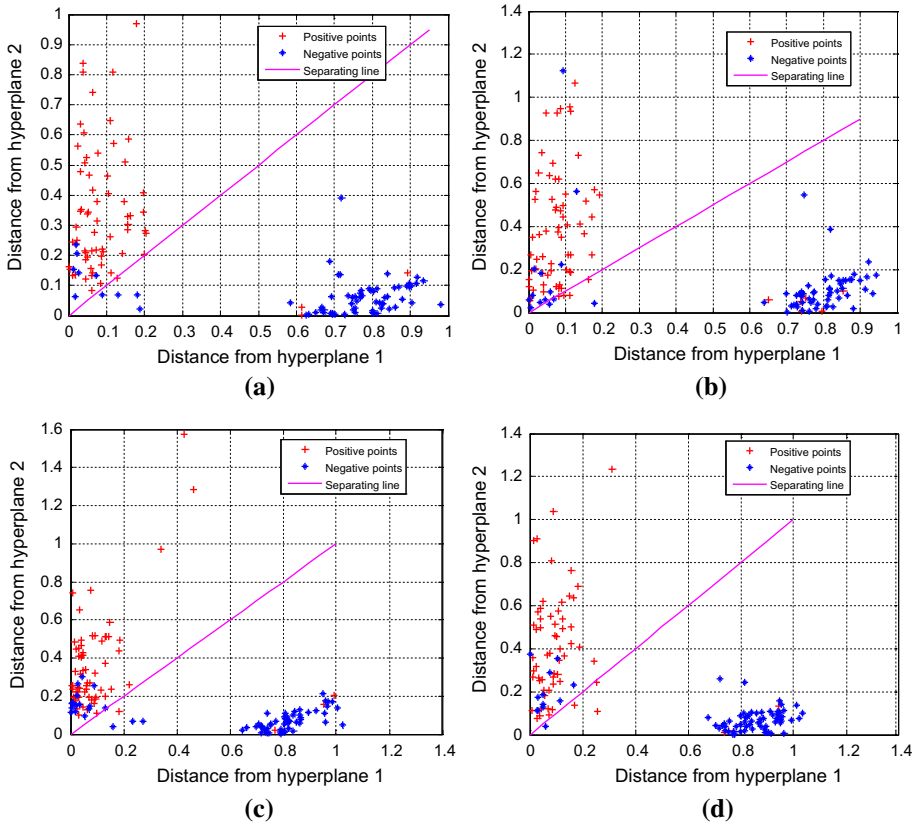 1
0.9
0.8
0.7
0.6
0.5
0.4
0.3
0.2
0.1
0
0 0.1 0.2 0.3 0.4 0.5 0.6 0.7 0.8 0.9 1
Distance from hyperplane 2
Distance from hyperplane 1
Positive points
Negative points
Separating line
(a)
1.4
1.2
1
0.8
0.6
0.4
0.2
0
0 0.1 0.2 0.3 0.4 0.5 0.6 0.7 0.8 0.9 1
Distance from hyperplane 2
Distance from hyperplane 1
Positive points
Negative points
Separating line
(b)
1.6
1.4
1.2
1
0.8
0.6
0.4
0.2
0
0 0.2 0.4 0.6 0.8 1 1.2 1.4
Distance from hyperplane 2
Distance from hyperplane 1
Positive points
Negative points
Separating line
(c)
1.4
1.2
1
0.8
0.6
0.4
0.2
0
0 0.2 0.4 0.6 0.8 1 1.2 1.4
Distance from hyperplane 2
Distance from hyperplane 1
Positive points
Negative points
Separating line
(d)